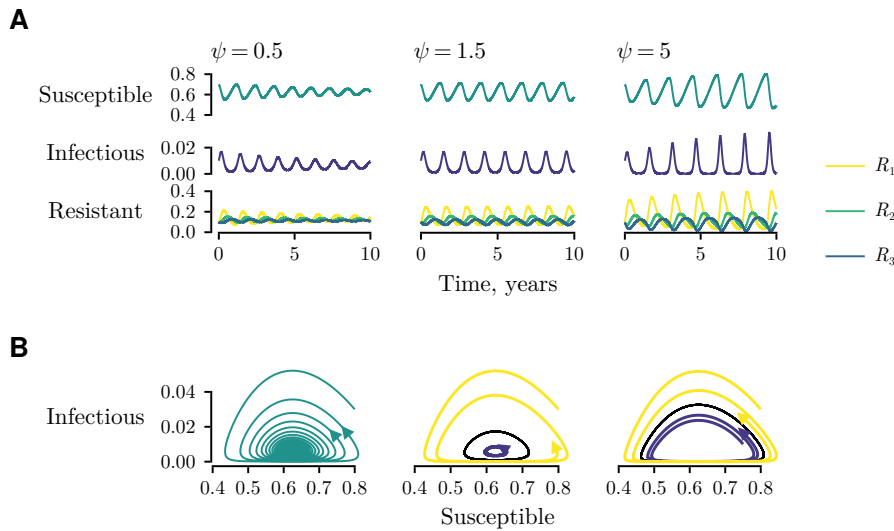 A
ψ = 0.5 ψ = 1.5 ψ = 5
Susceptible 0.8
0.6
0.4
Infectious 0.02
0.00
Resistant 0.4
0.2
0.0
0 5 10 0 5 10 0 5 10
Time, years
R₁
R₂
R₃
B
Infectious 0.04
0.02
0.00
0.4 0.5 0.6 0.7 0.8 0.4 0.5 0.6 0.7 0.8 0.4 0.5 0.6 0.7 0.8
Susceptible